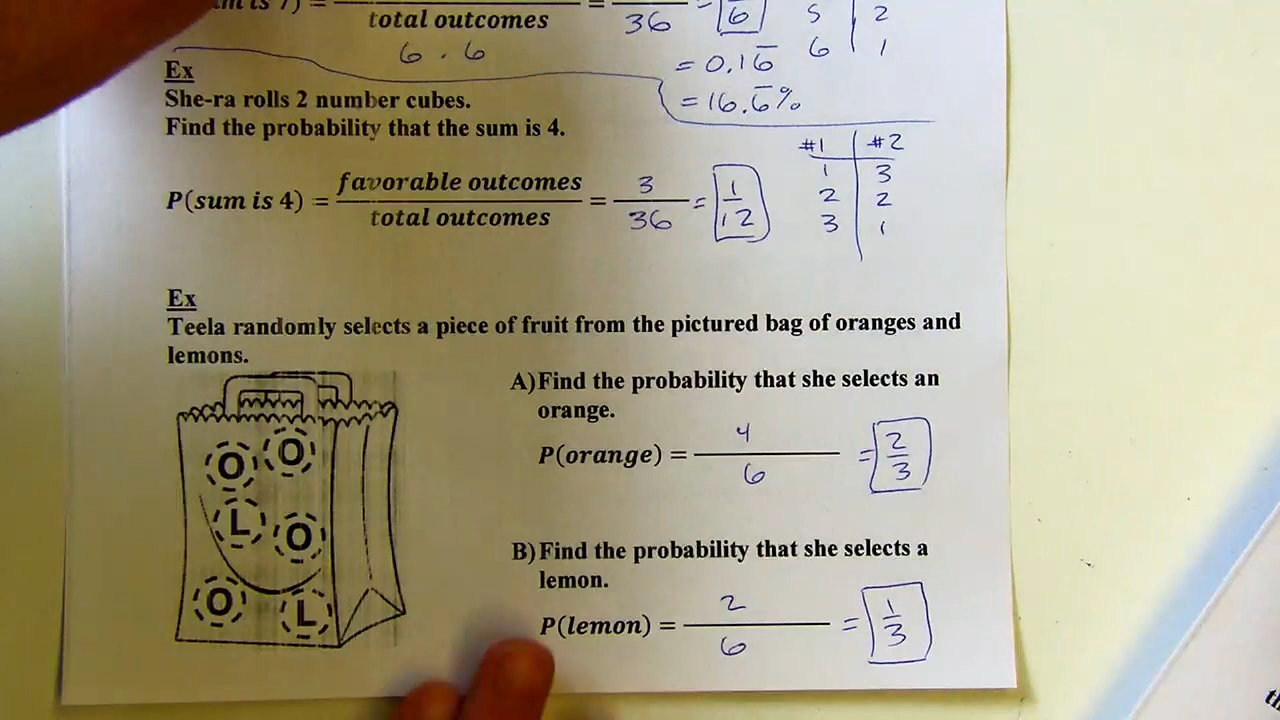 is 7) = ——— = — = 6
total outcomes 36
6 . 6
= 0.16̅
= 16.6̅%
5 | 2
6 | 1
Ex
She-ra rolls 2 number cubes.
Find the probability that the sum is 4.
P(sum is 4) = favorable outcomes / total outcomes = 3/36 = 1/12
#1 | #2
1 | 3
2 | 2
3 | 1
Ex
Teela randomly selects a piece of fruit from the pictured bag of oranges and
lemons.
O O
L O
O L
A) Find the probability that she selects an
orange.
P(orange) = 4/6 = 2/3
B) Find the probability that she selects a
lemon.
P(lemon) = 2/6 = 1/3